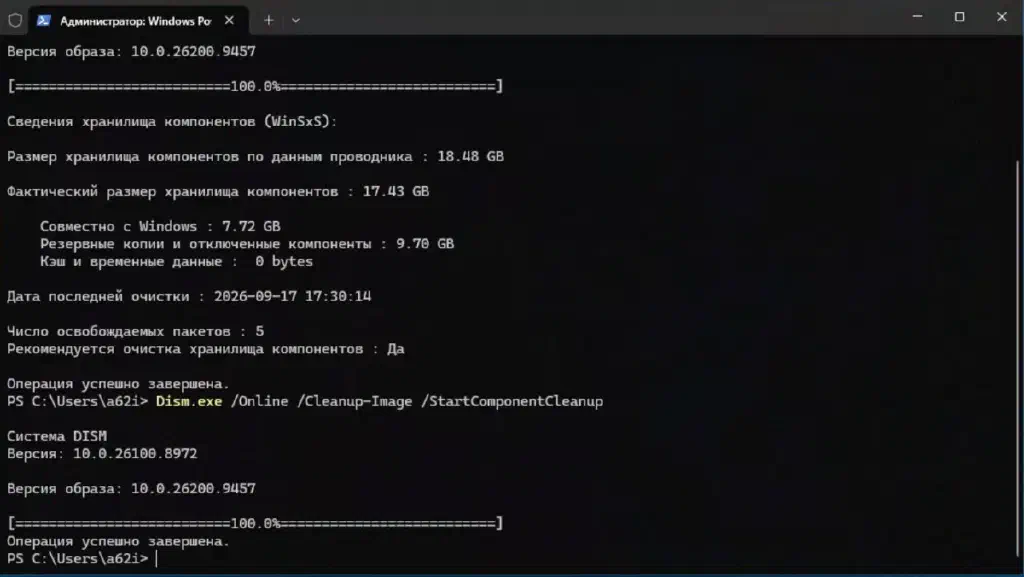 Администратор: Windows Po
Версия образа: 10.0.26200.9457
[==========================100.0%==========================]
Сведения хранилища компонентов (WinSxS):
Размер хранилища компонентов по данным проводника : 18.48 GB
Фактический размер хранилища компонентов : 17.43 GB
Совместно с Windows : 7.72 GB
Резервные копии и отключенные компоненты : 9.70 GB
Кэш и временные данные :  0 bytes
Дата последней очистки : 2026-09-17 17:30:14
Число освобождаемых пакетов : 5
Рекомендуется очистка хранилища компонентов : Да
Операция успешно завершена.
PS C:\Users\a62i> Dism.exe /Online /Cleanup-Image /StartComponentCleanup
Cистема DISM
Версия: 10.0.26100.8972
Версия образа: 10.0.26200.9457
[==========================100.0%==========================]
Операция успешно завершена.
PS C:\Users\a62i>